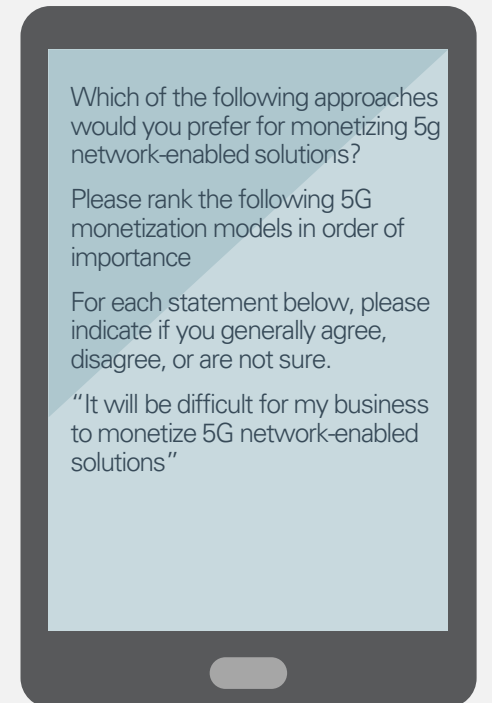 Which of the following approaches
would you prefer for monetizing 5g
network-enabled solutions?
Please rank the following 5G
monetization models in order of
importance
For each statement below, please
indicate if you generally agree,
disagree, or are not sure.
“It will be difficult for my business
to monetize 5G network-enabled
solutions”